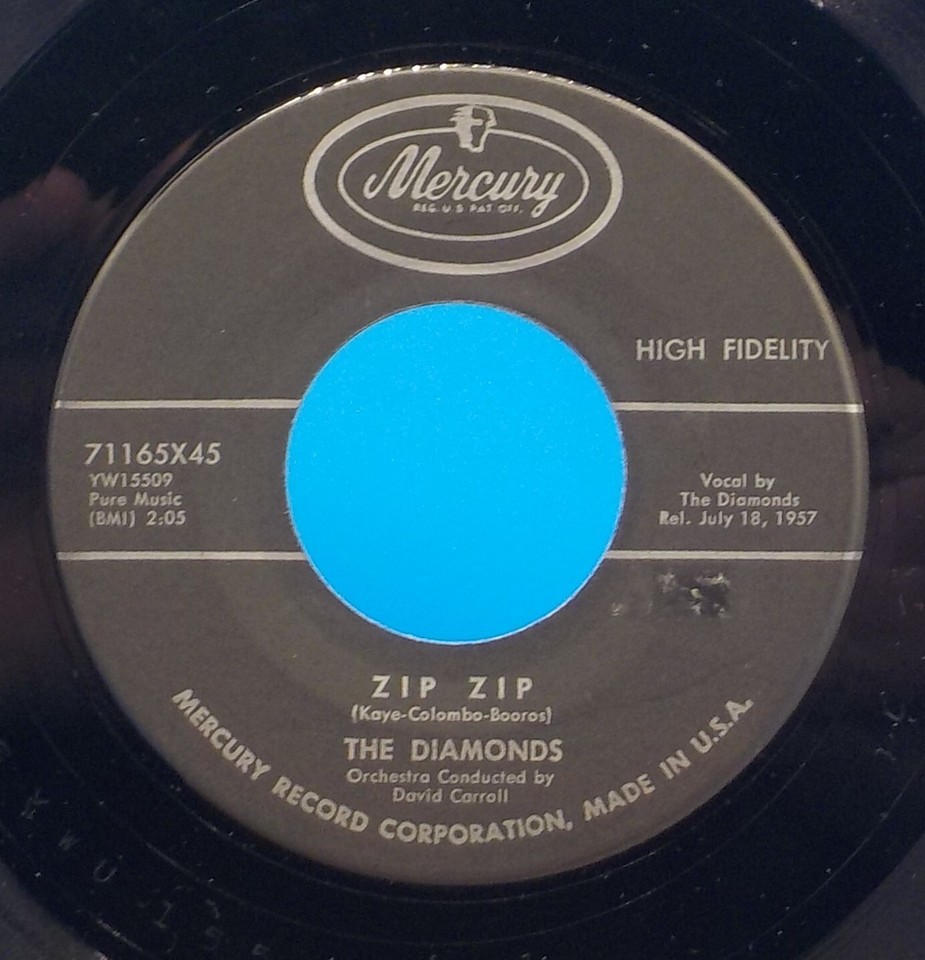 Mercury
REG. U.S. PAT. OFF.
HIGH FIDELITY
71165X45
YW15509
Pure Music
(BMI) 2:05
Vocal by
The Diamonds
Rel. July 18, 1957
ZIP ZIP
(Kaye-Colombo-Booros)
THE DIAMONDS
Orchestra Conducted by
David Carroll
MERCURY RECORD CORPORATION, MADE IN U.S.A.